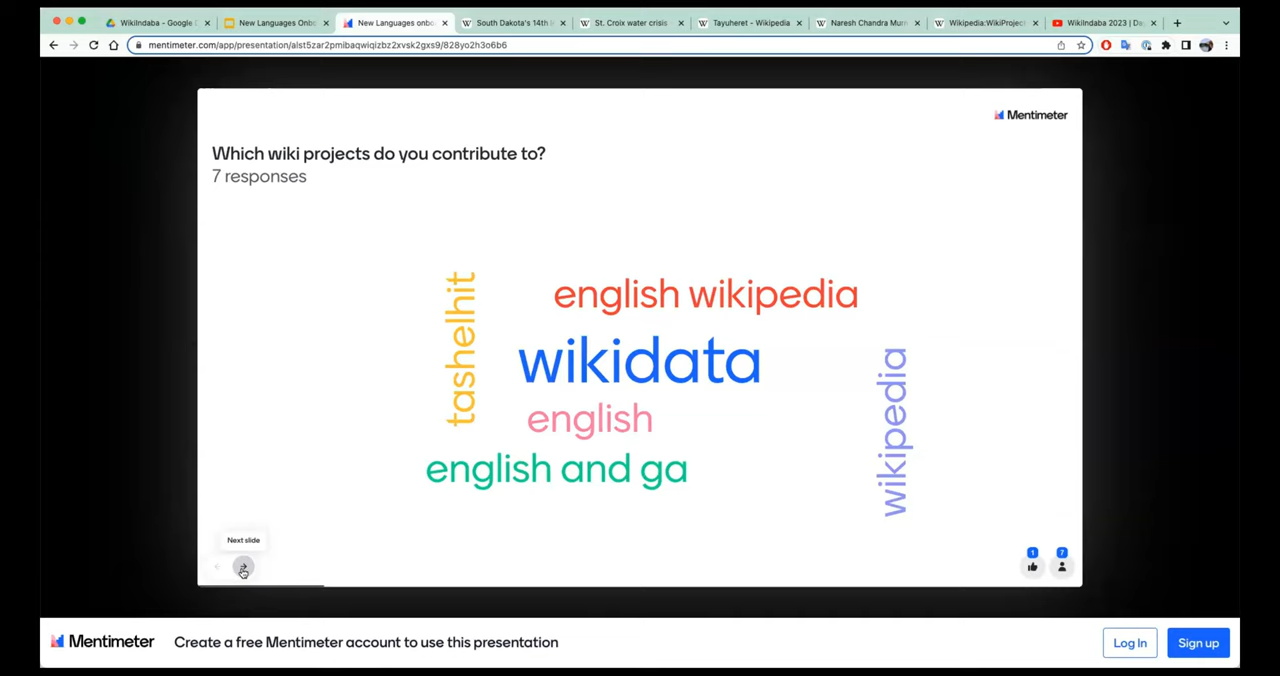 WikiIndaba - Google
New Languages Onbo
New Languages onbo
South Dakota's 14th
St. Croix water crisis
Tayuheret - Wikipedia
Naresh Chandra Mur
Wikipedia:WikiProjec
WikiIndaba 2023 | Da
mentimeter.com/app/presentation/alst5zar2pmibaqwiqizbz2xvsk2gxs9/828yo2h3o6b6
Mentimeter
Which wiki projects do you contribute to?
7 responses
tashelhit
english wikipedia
wikidata
english
english and ga
wikipedia
Next slide
1
7
Mentimeter
Create a free Mentimeter account to use this presentation
Log In
Sign up